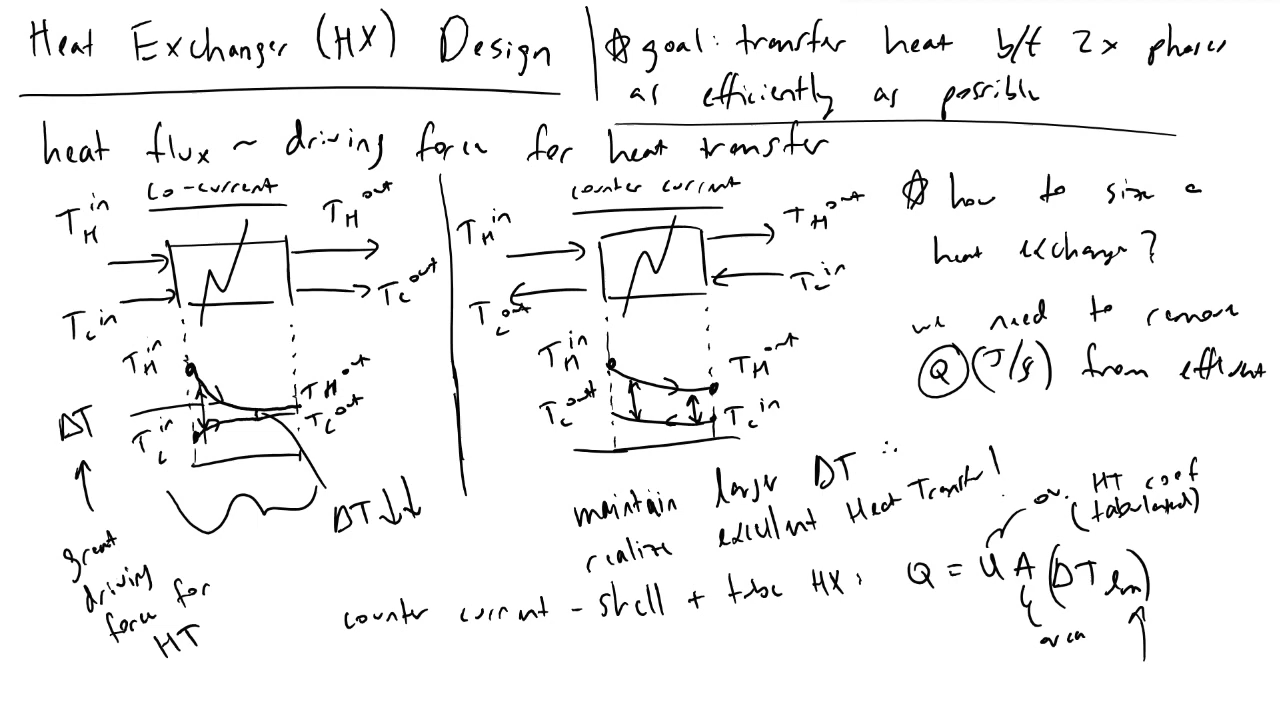 Heat Exchanger (HX) Design
☆ goal: transfer heat b/t 2x phases
as efficiently as possible
heat flux ~ driving force for heat transfer
co-current
T_H^in
T_H^out
T_C^in
T_C^out
T_H^in
T_H^out
T_C^out
T_C^in
ΔT
ΔT↓↓
great
driving
force for
HT
counter current
T_H^in
T_H^out
T_C^out
T_C^in
T_H^in
T_H^out
T_C^out
T_C^in
maintain larger ΔT ∴
realize excellent Heat Transfer!
☆ how to size a
heat exchanger?
we need to remove
Q (J/s) from efflent
counter current - shell + tube HX:
Q = U A (ΔT lm)
ov. HT coef
(tabulated)
area